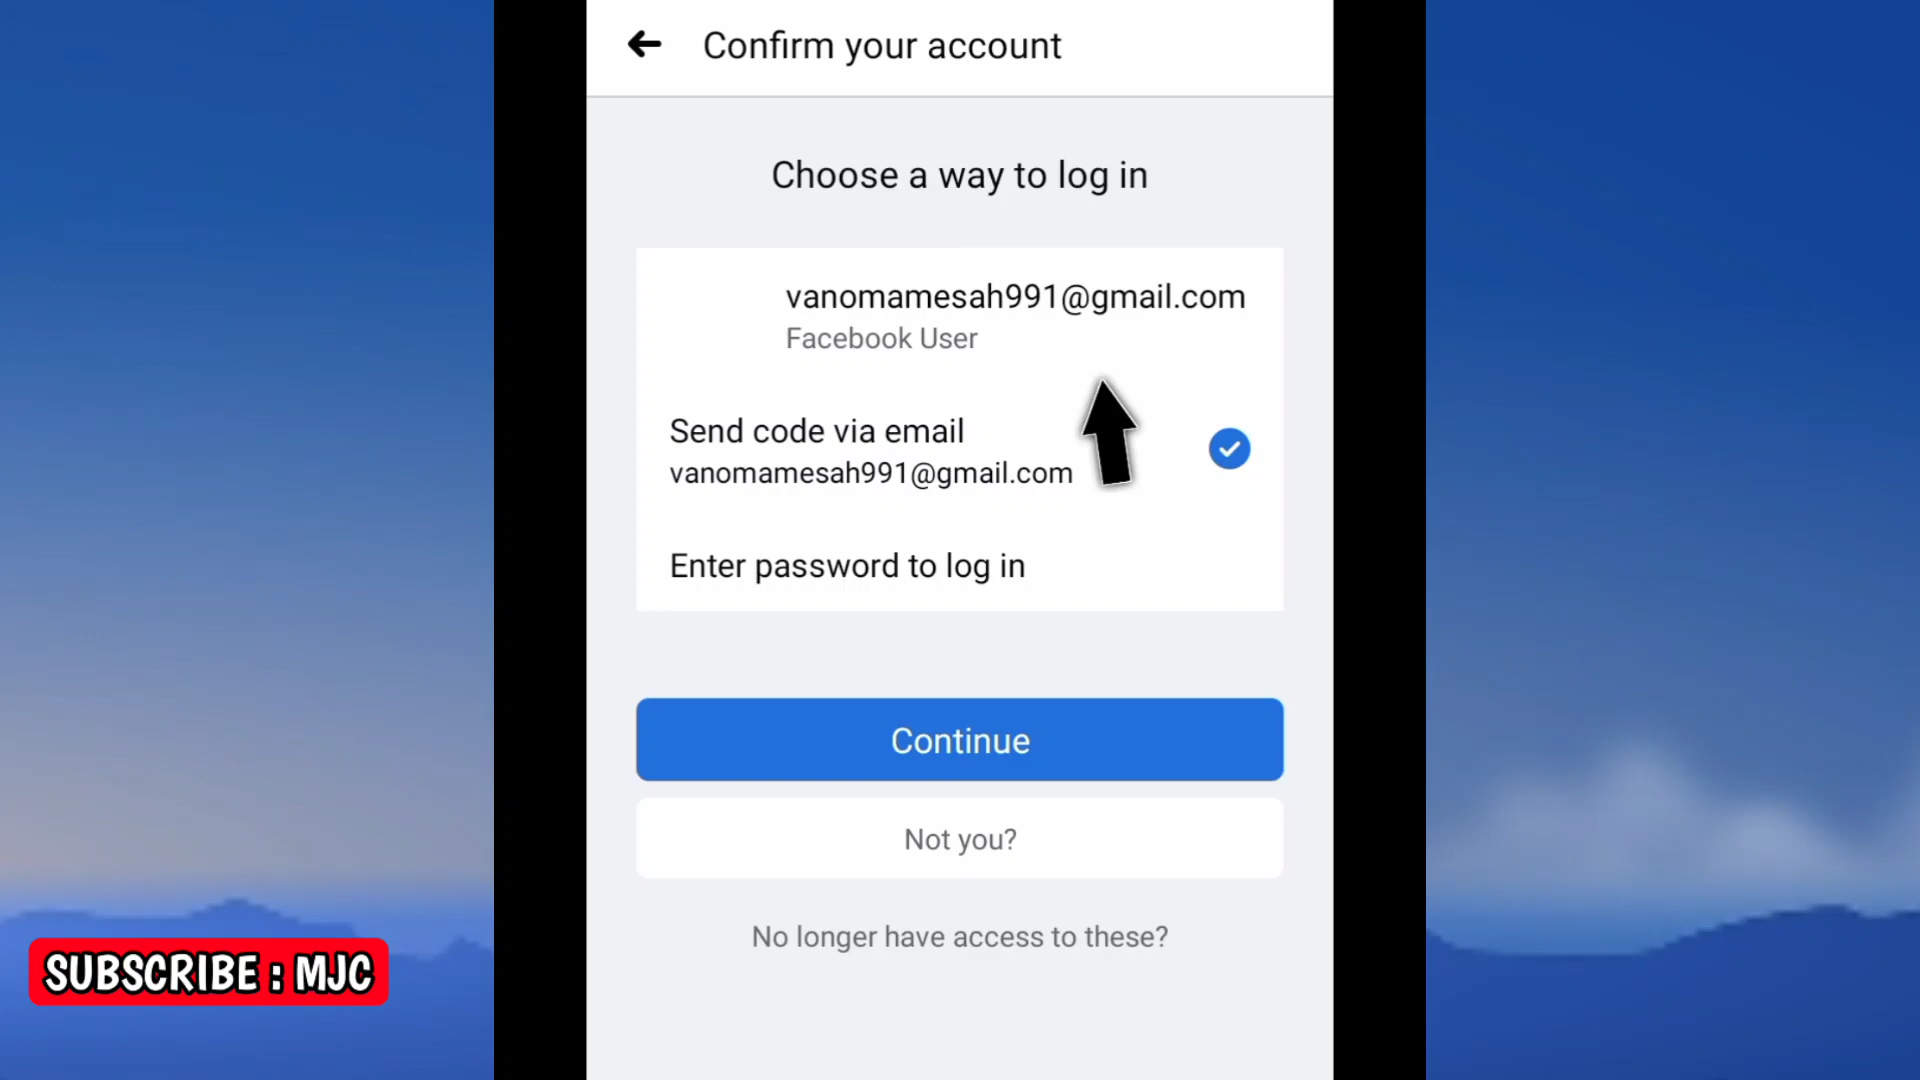 Confirm your account
Choose a way to log in
vanomamesah991@gmail.com
Facebook User
Send code via email
vanomamesah991@gmail.com
Enter password to log in
Continue
Not you?
No longer have access to these?
SUBSCRIBE : MJC